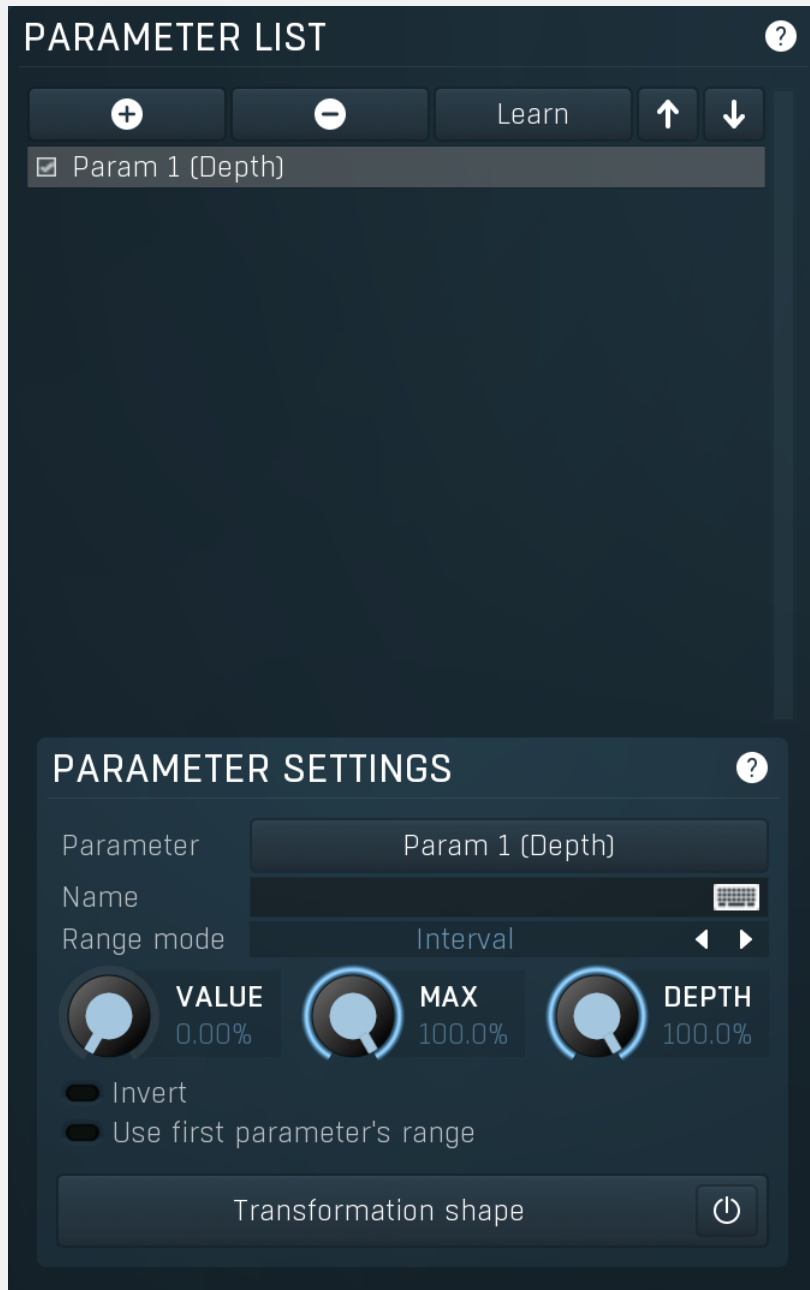 PARAMETER LIST ?
Learn
Param 1 (Depth)
PARAMETER SETTINGS ?
Parameter Param 1 (Depth)
Name
Range mode Interval
VALUE MAX DEPTH
0.00% 100.0% 100.0%
Invert
Use first parameter's range
Transformation shape